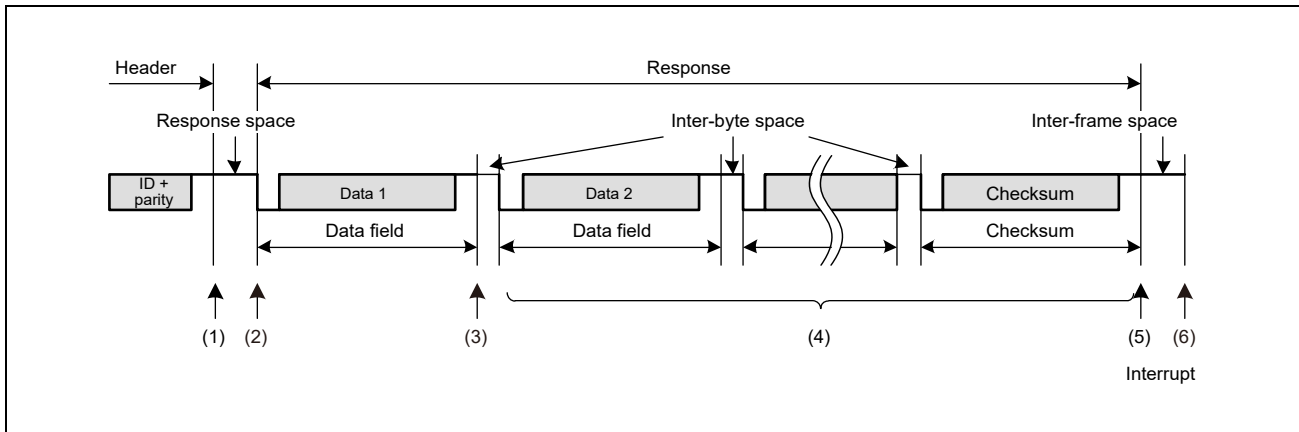 Header
Response
Response space
Inter-byte space
Inter-frame space
ID +
parity
Data 1
Data 2
Checksum
Data field
Data field
Checksum
(1)
(2)
(3)
(4)
(5)
(6)
Interrupt